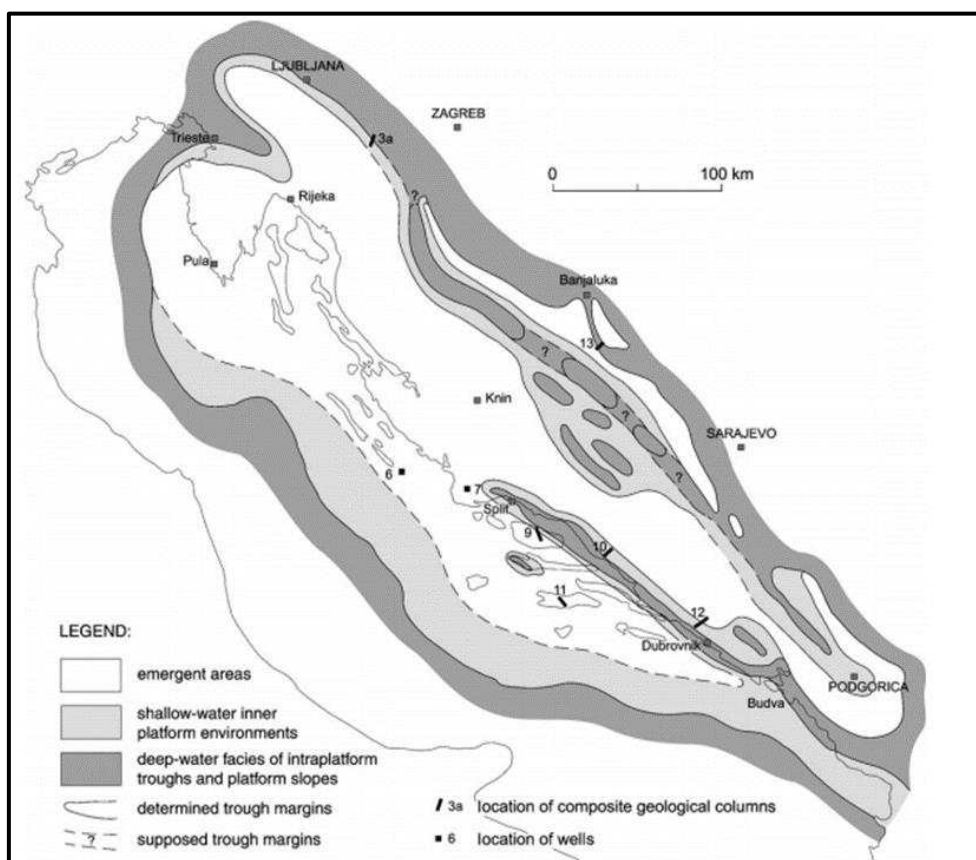 LJUBLJANA
ZAGREB
3a
Trieste
?
0 100 km
Rijeka
Pula
Banjaluka
13
?
Knin
?
SARAJEVO
6
7
?
Split
9
10
11
12
LEGEND:
Dubrovnik
emergent areas
PODGORICA
Budva
shallow-water inner
platform environments
deep-water facies of intraplatform
troughs and platform slopes
determined trough margins
3a location of composite geological columns
? supposed trough margins
6 location of wells